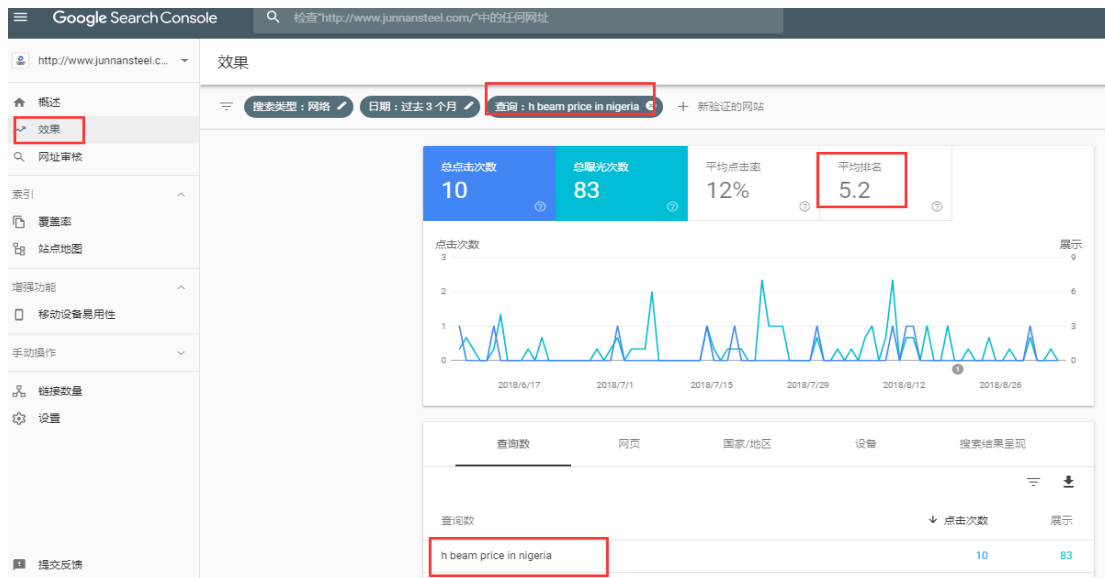 Google Search Console
检查"http://www.junnansteel.com/"中的任何网址
http://www.junnansteel.c...
效果
概述
效果
网址审核
索引
覆盖率
站点地图
增强功能
移动设备易用性
手动操作
链接数量
设置
提交反馈
搜索类型：网络
日期：过去 3 个月
查询：h beam price in nigeria
+ 新验证的网站
总点击次数
10
总曝光次数
83
平均点击率
12%
平均排名
5.2
点击次数
展示
3
2
1
0
9
6
3
0
2018/6/17
2018/7/1
2018/7/15
2018/7/29
2018/8/12
2018/8/26
1
查询数
网页
国家/地区
设备
搜索结果呈现
查询数
点击次数
展示
h beam price in nigeria
10
83